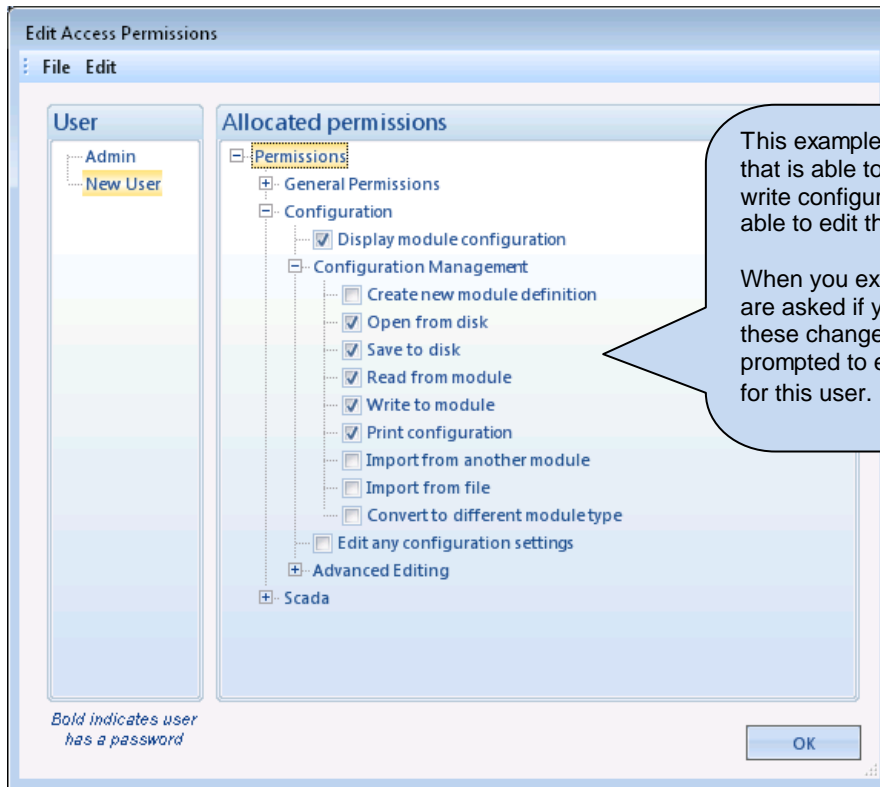 Edit Access Permissions
File Edit
User
Admin
New User
Bold indicates user
has a password
Allocated permissions
Permissions
General Permissions
Configuration
Display module configuration
Configuration Management
Create new module definition
Open from disk
Save to disk
Read from module
Write to module
Print configuration
Import from another module
Import from file
Convert to different module type
Edit any configuration settings
Advanced Editing
Scada
This example
that is able to
write configur
able to edit th
When you ex
are asked if y
these change
prompted to e
for this user.
OK